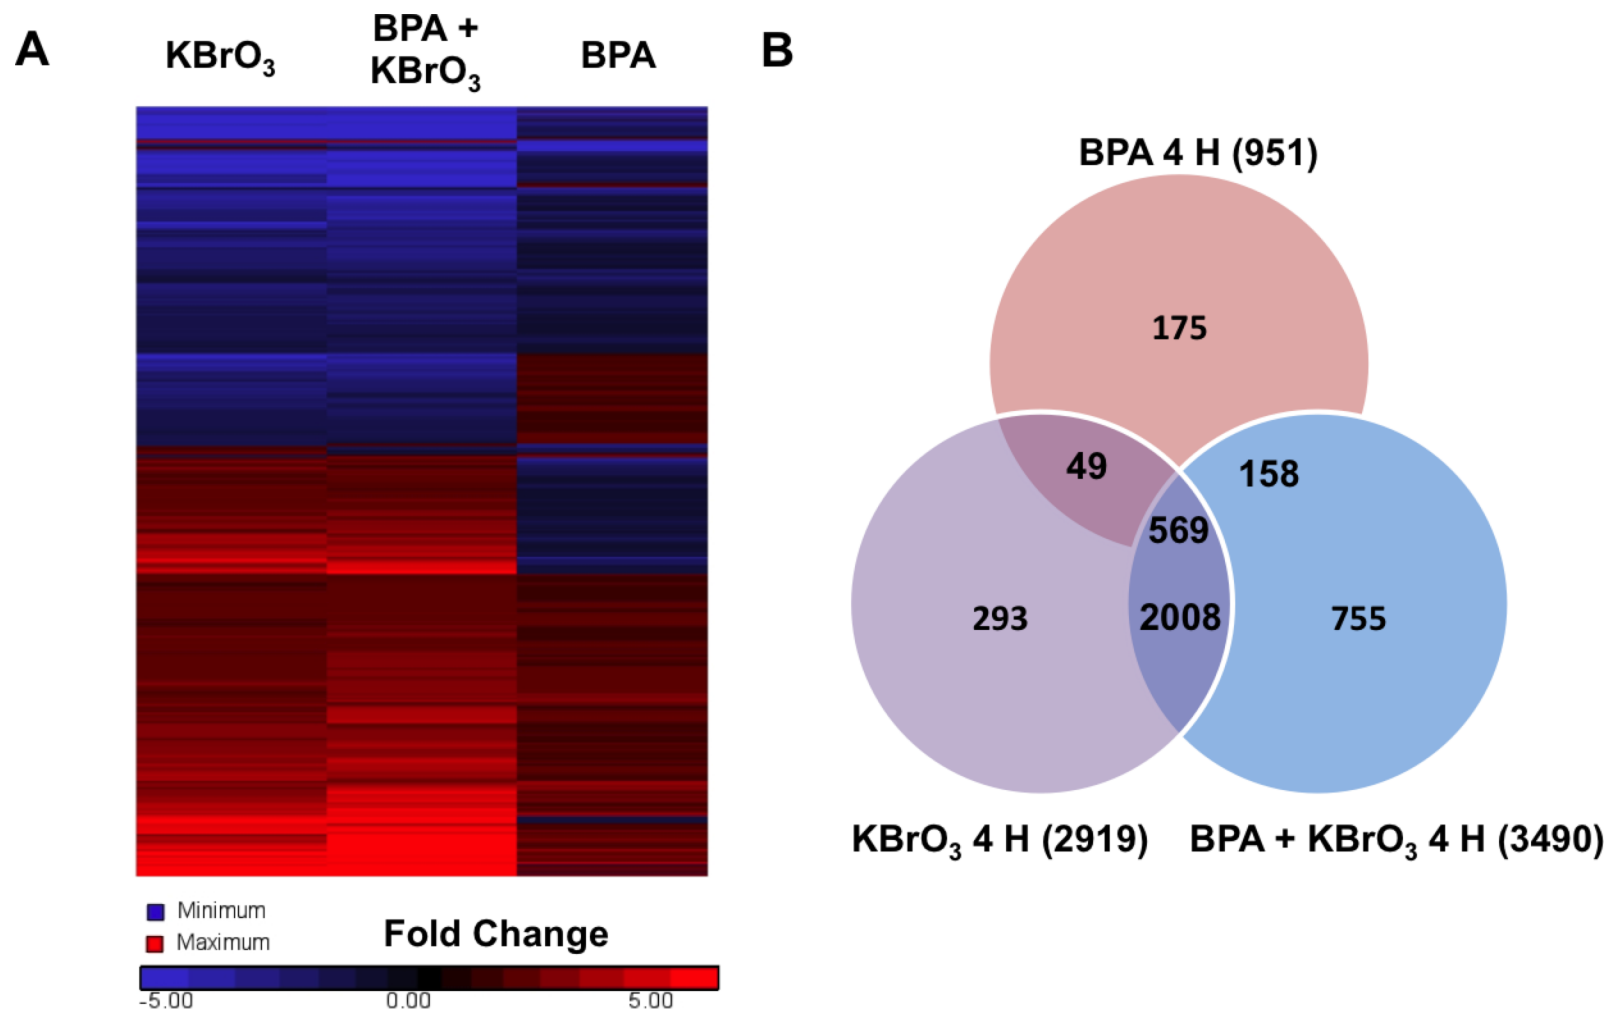 A
KBrO3
BPA +
KBrO3
BPA
Minimum
Maximum
Fold Change
-5.00 0.00 5.00
B
BPA 4 H (951)
175
49
158
569
293
2008
755
KBrO3 4 H (2919)
BPA + KBrO3 4 H (3490)